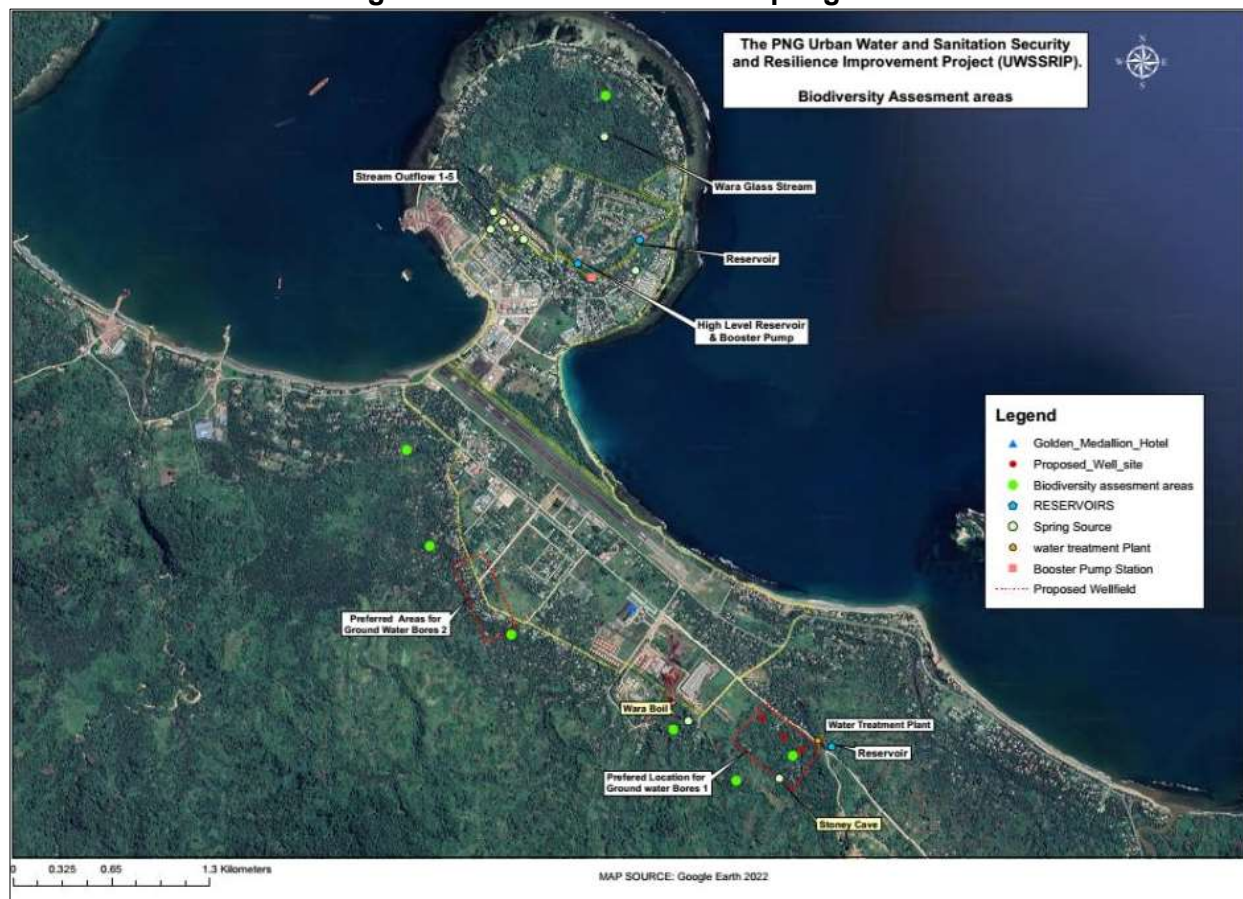 The PNG Urban Water and Sanitation Security
and Resilience Improvement Project (UWSSRIP).
Biodiversity Assesment areas
N
W
E
S
Stream Outflow 1-5
Wara Glass Stream
Reservoir
High Level Reservoir
& Booster Pump
Legend
Golden_Medallion_Hotel
Proposed_Well_site
Biodiversity assesment areas
RESERVOIRS
Spring Source
water treatment Plant
Booster Pump Station
Proposed Wellfield
Preferred Areas for
Ground Water Bores 2
Wara Boil
Water Treatment Plant
Reservoir
Prefered Location for
Ground water Bores 1
Stoney Cave
0 0.325 0.65 1.3 Kilometers
MAP SOURCE: Google Earth 2022